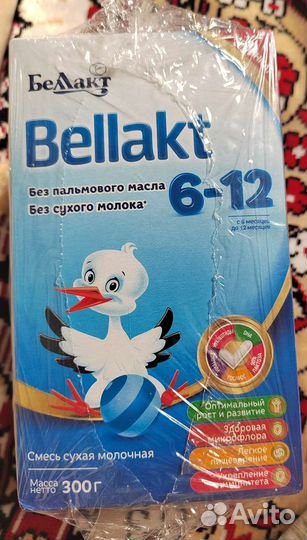 БеЛлакт
Bellakt
Без пальмового масла
Без сухого молока*
6-12
с 6 месяцев
до 12 месяцев
Оптимальный
рост и развитие
Здоровая
микрофлора
Легкое
пищеварение
Укрепление
иммунитета
Смесь сухая молочная
Масса
нетто
300 г
Avito